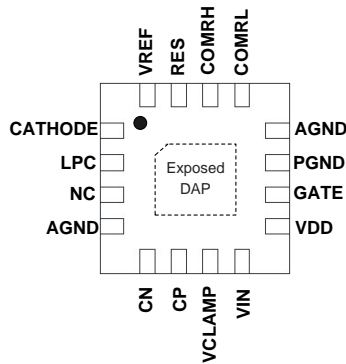 VREF
RES
COMRH
COMRL
CATHODE
LPC
NC
AGND
Exposed
DAP
AGND
PGND
GATE
VDD
CN
CP
VCLAMP
VIN